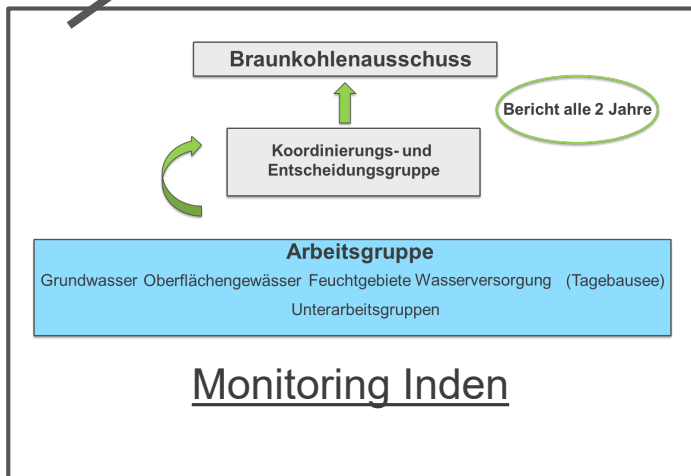 Braunkohlenausschuss
Bericht alle 2 Jahre
Koordinierungs- und
Entscheidungsgruppe
Arbeitsgruppe
Grundwasser Oberflächengewässer Feuchtgebiete Wasserversorgung (Tagebausee)
Unterarbeitsgruppen
Monitoring Inden